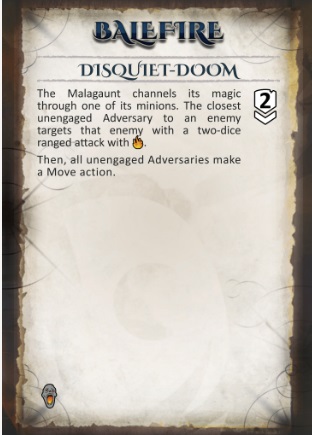 BALEFIRE
DISQUIET-DOOM
The Malagaunt channels its magic
through one of its minions. The closest
unengaged Adversary to an enemy
targets that enemy with a two-dice
ranged attack with .
Then, all unengaged Adversaries make
a Move action.
2